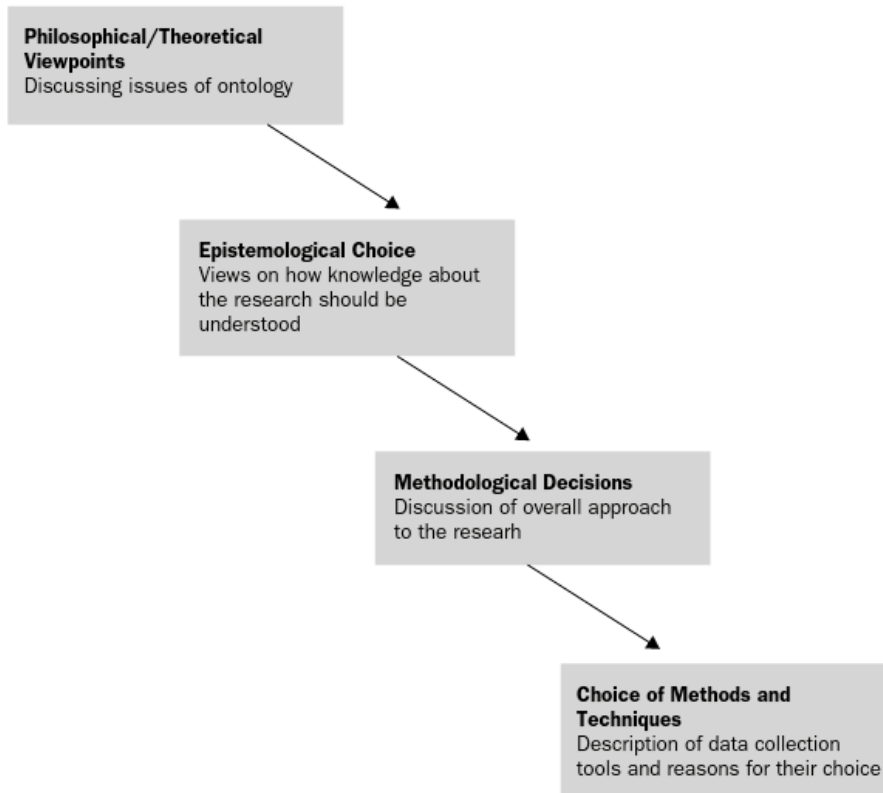 Philosophical/Theoretical
Viewpoints
Discussing issues of ontology
Epistemological Choice
Views on how knowledge about
the research should be
understood
Methodological Decisions
Discussion of overall approach
to the researh
Choice of Methods and
Techniques
Description of data collection
tools and reasons for their choice